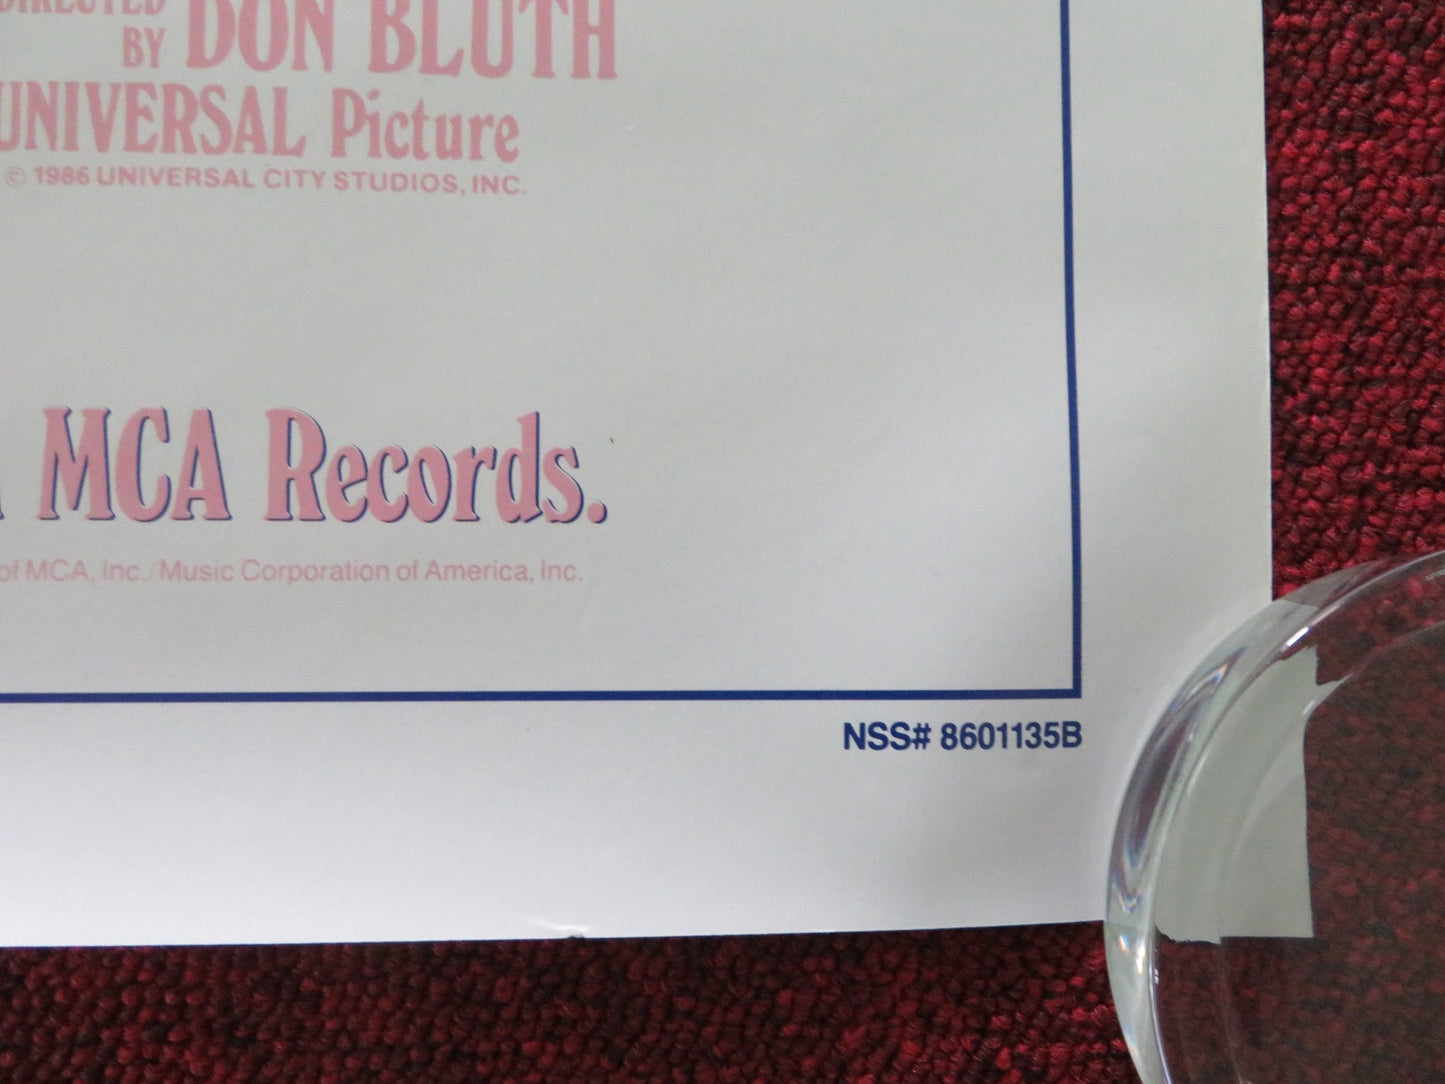 DIRECTED
BY DON BLUTH
UNIVERSAL Picture
© 1986 UNIVERSAL CITY STUDIOS, INC.
MCA Records.
of MCA, Inc./Music Corporation of America, Inc.
NSS# 8601135B